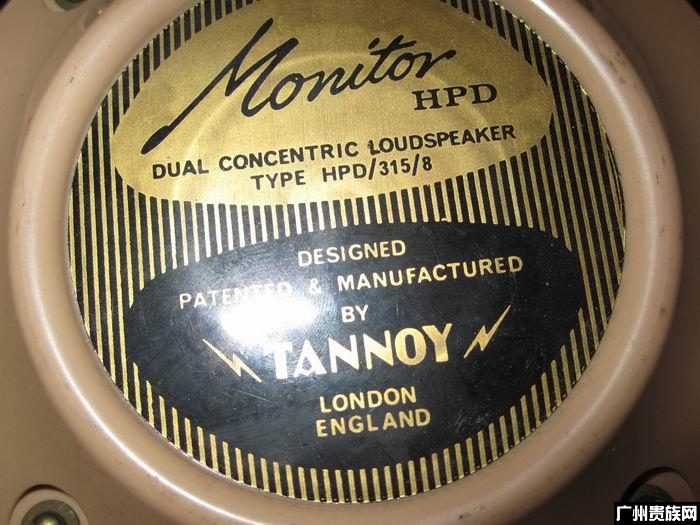 Monitor
HPD
DUAL CONCENTRIC LOUDSPEAKER
TYPE HPD/315/8
DESIGNED
PATENTED & MANUFACTURED
BY
TANNOY
LONDON
ENGLAND
广州贵族网